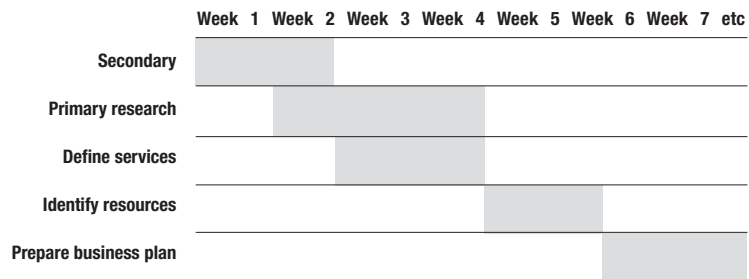 Week 1 Week 2 Week 3 Week 4 Week 5 Week 6 Week 7 etc
Secondary
Primary research
Define services
Identify resources
Prepare business plan